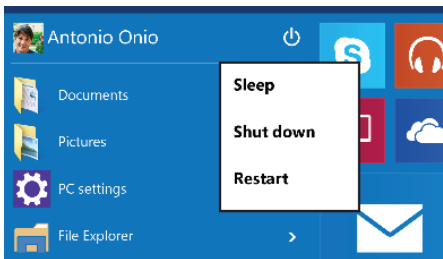 Antonio Onio
Documents
Sleep
Pictures
Shut down
PC settings
Restart
File Explorer